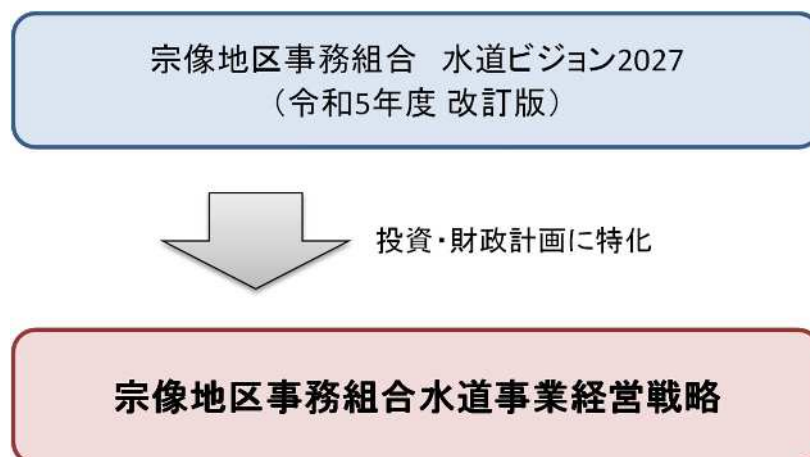 宗像地区事務組合　水道ビジョン2027
（令和5年度 改訂版）
投資・財政計画に特化
宗像地区事務組合水道事業経営戦略